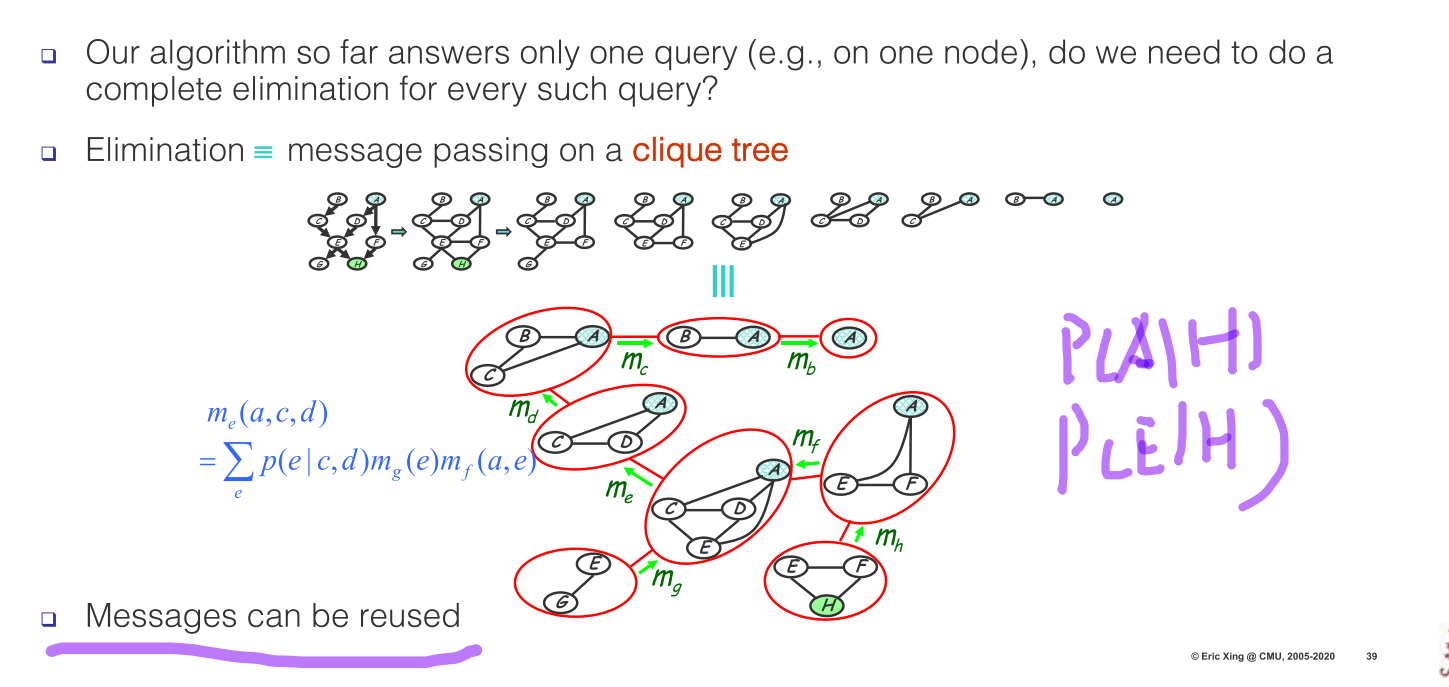 Our algorithm so far answers only one query (e.g., on one node), do we need to do a
complete elimination for every such query?
Elimination ≡ message passing on a clique tree
B A
C D
E F
G H
B A
C D
E F
G H
B A
C D
E F
G
B A
C D
E F
B A
C D
E
B A
C D
B A
C
B A
A
B A
C
m_c
B A
m_b
A
P(A|H)
P(E|H)
m_e(a,c,d)
= ∑_e p(e|c,d)m_g(e)m_f(a,e)
m_d
A
C D
m_e
m_f
A
E F
A
C D
E
m_h
E
G
m_g
E F
H
Messages can be reused
© Eric Xing @ CMU, 2005-2020 39